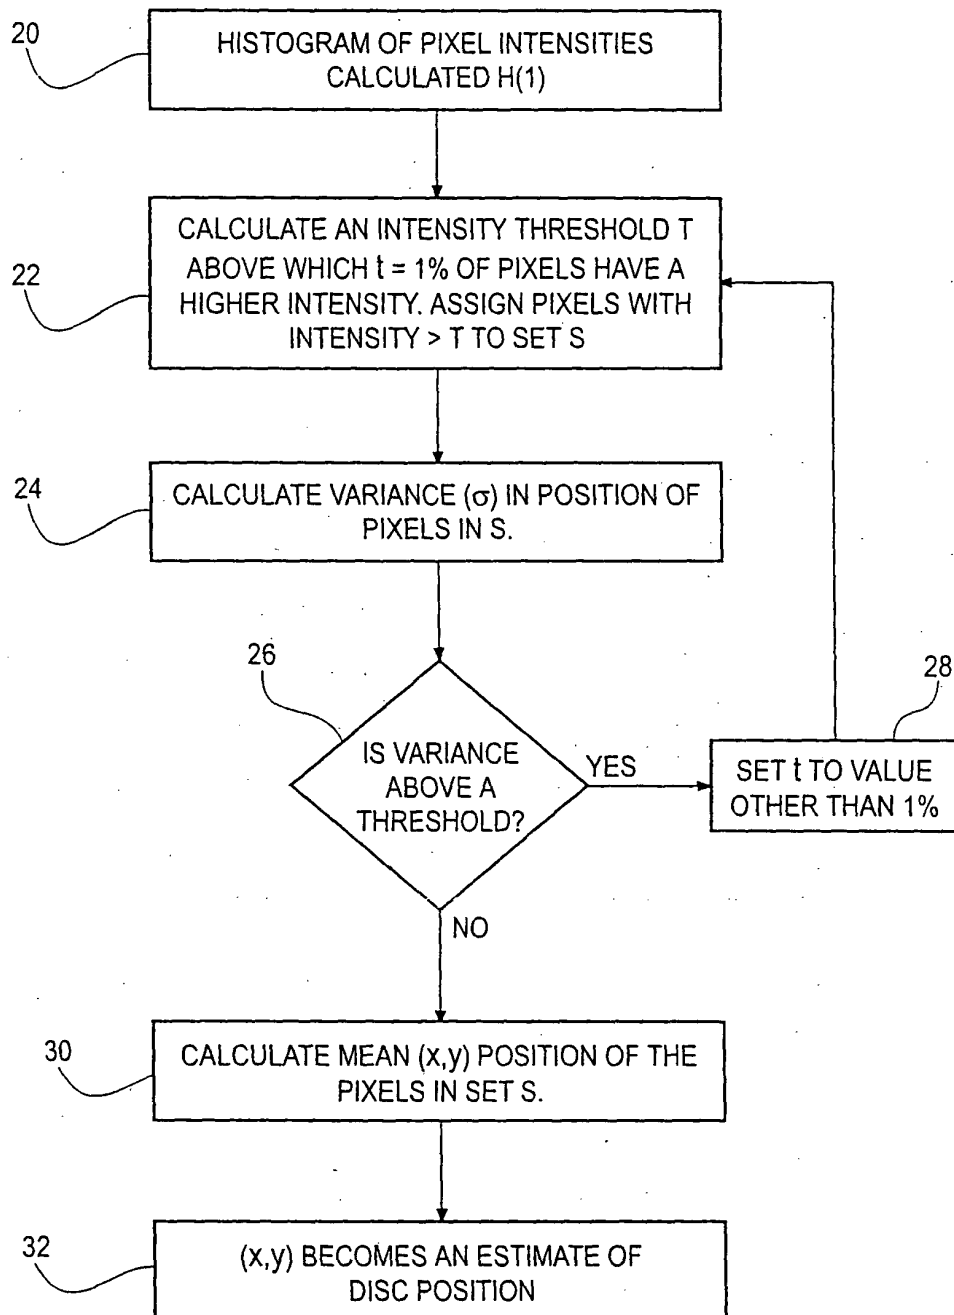 20
HISTOGRAM OF PIXEL INTENSITIES
CALCULATED H(1)
22
CALCULATE AN INTENSITY THRESHOLD T
ABOVE WHICH t = 1% OF PIXELS HAVE A
HIGHER INTENSITY. ASSIGN PIXELS WITH
INTENSITY > T TO SET S
24
CALCULATE VARIANCE (σ) IN POSITION OF
PIXELS IN S.
26
IS VARIANCE
ABOVE A
THRESHOLD?
YES
28
SET t TO VALUE
OTHER THAN 1%
NO
30
CALCULATE MEAN (x,y) POSITION OF THE
PIXELS IN SET S.
32
(x,y) BECOMES AN ESTIMATE OF
DISC POSITION